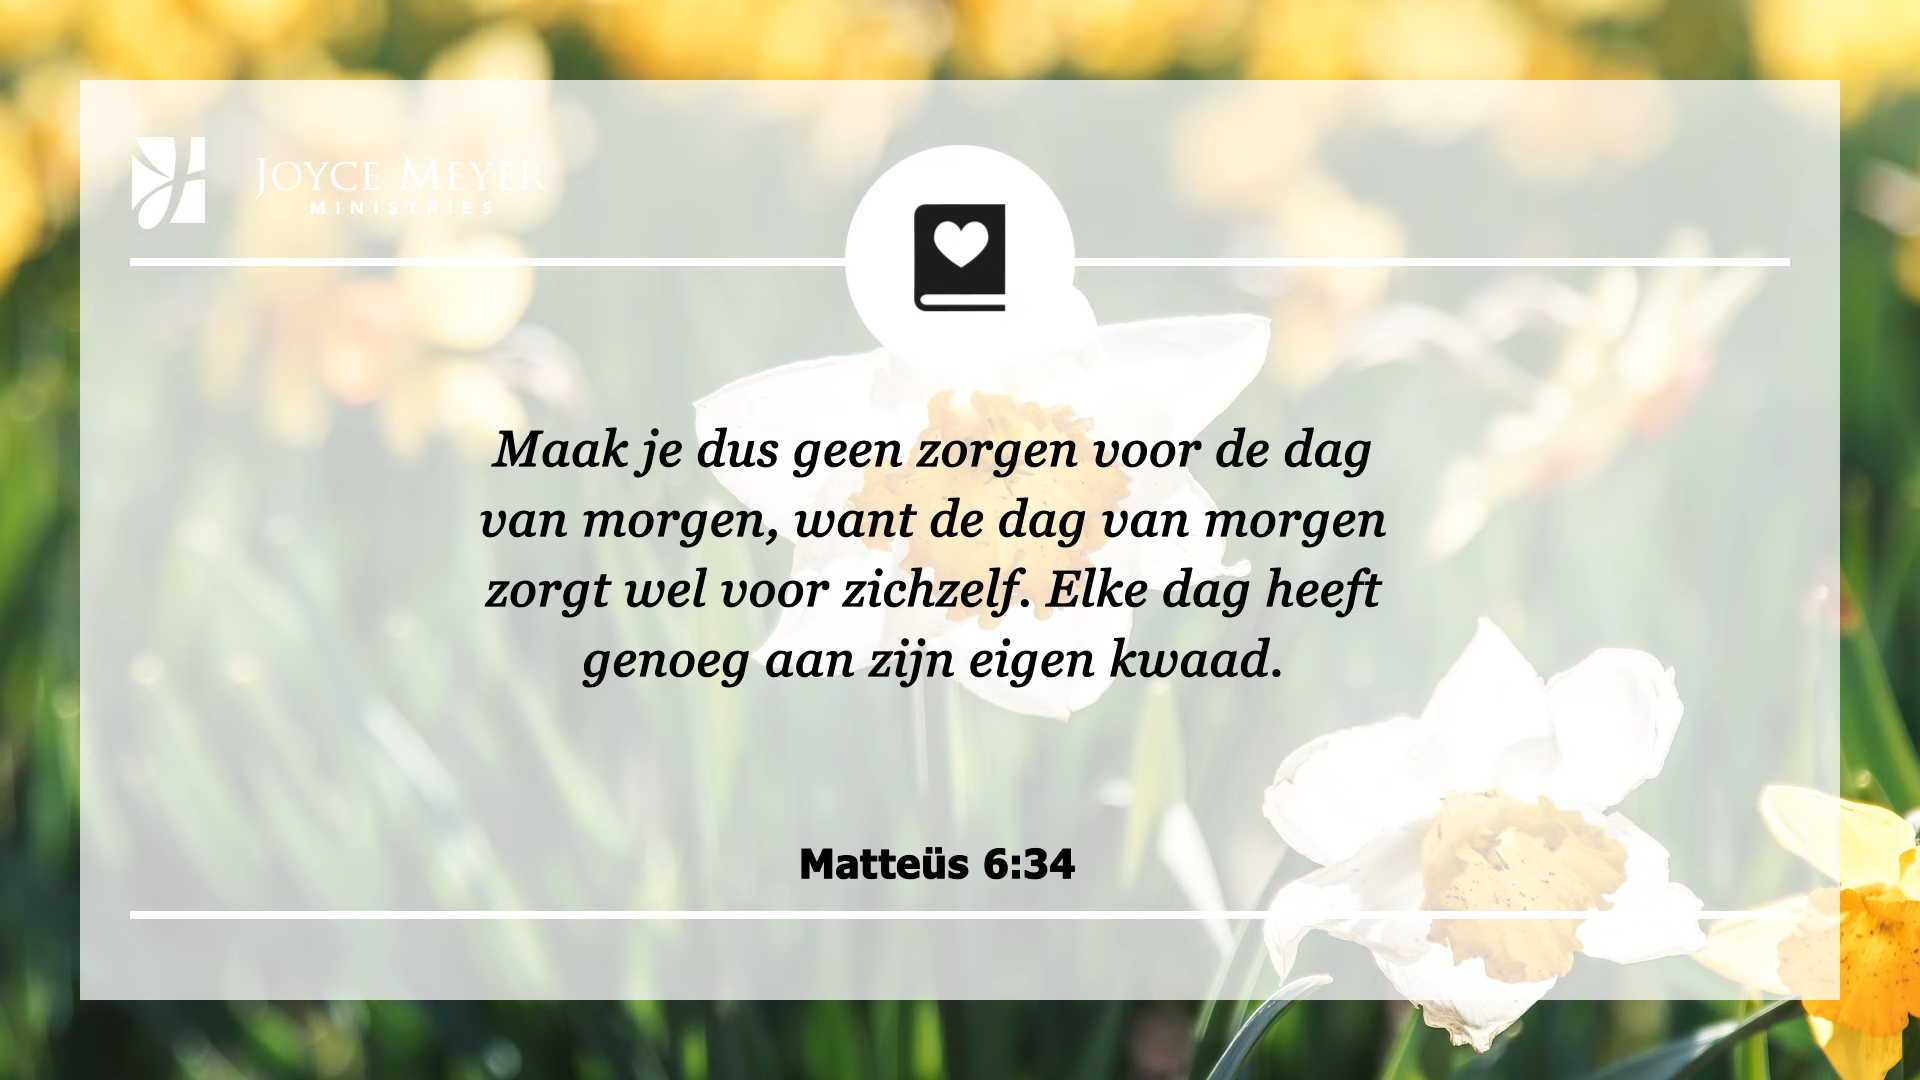 JOYCE MEYER
MINISTRIES
Maak je dus geen zorgen voor de dag
van morgen, want de dag van morgen
zorgt wel voor zichzelf. Elke dag heeft
genoeg aan zijn eigen kwaad.
Matteüs 6:34